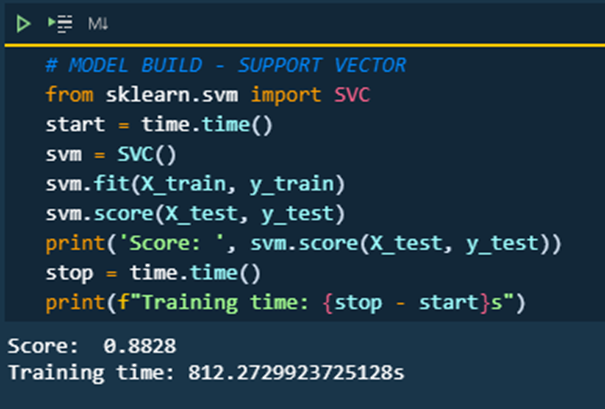 M↓
# MODEL BUILD - SUPPORT VECTOR
from sklearn.svm import SVC
start = time.time()
svm = SVC()
svm.fit(X_train, y_train)
svm.score(X_test, y_test)
print('Score: ', svm.score(X_test, y_test))
stop = time.time()
print(f"Training time: {stop - start}s")
Score:  0.8828
Training time: 812.2729923725128s